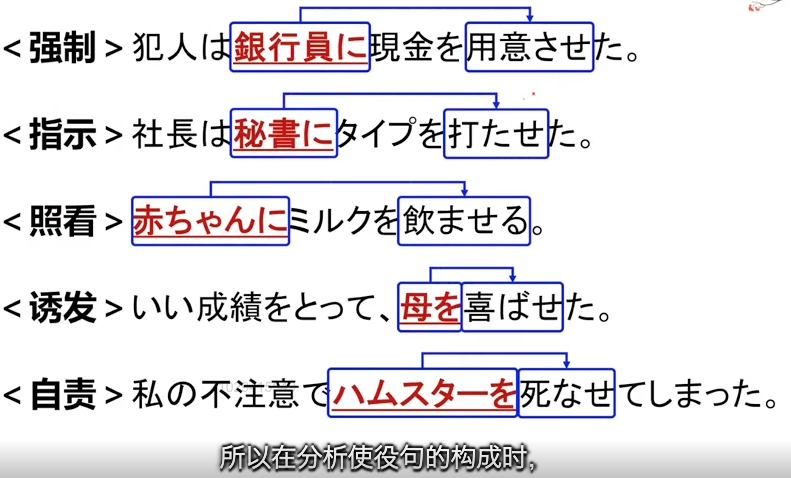 <强制>犯人は銀行員に現金を用意させた。
<指示>社長は秘書にタイプを打たせた。
<照看>赤ちゃんにミルクを飲ませる。
<诱发>いい成績をとって、母を喜ばせた。
<自责>私の不注意でハムスターを死なせてしまった。
所以在分析使役句的构成时,